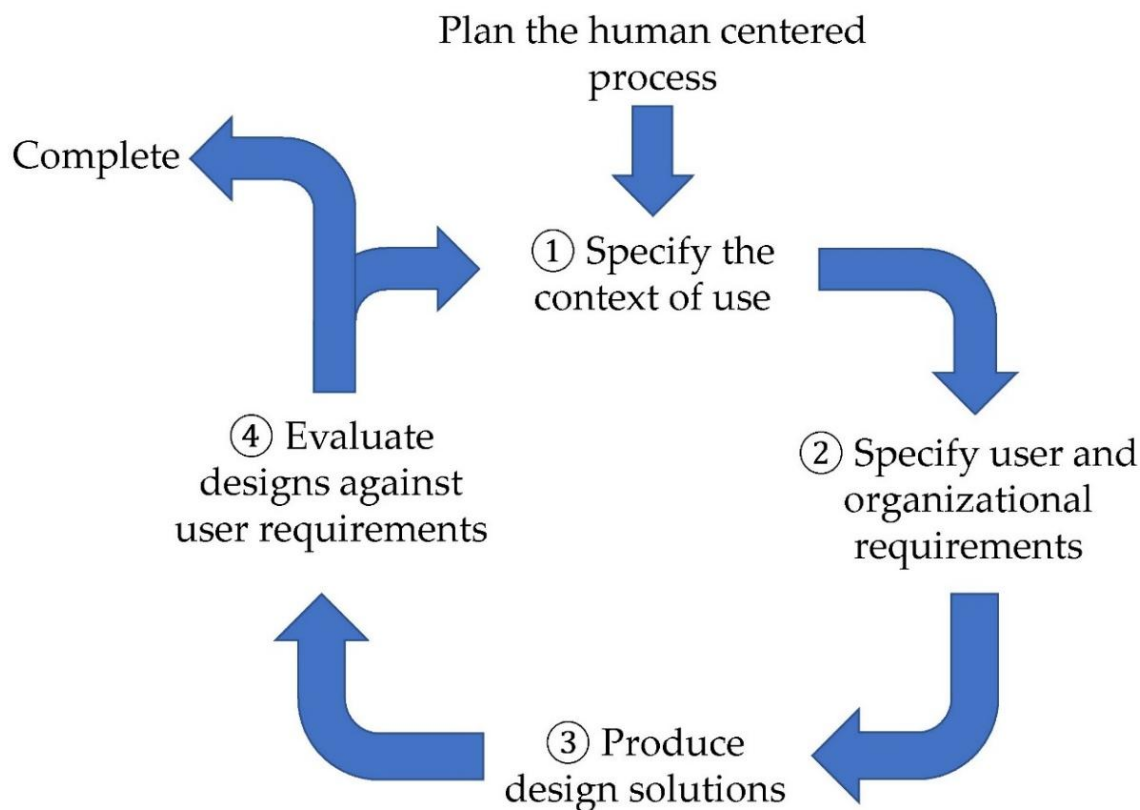 Plan the human centered
process
Complete
① Specify the
context of use
② Specify user and
organizational
requirements
③ Produce
design solutions
④ Evaluate
designs against
user requirements